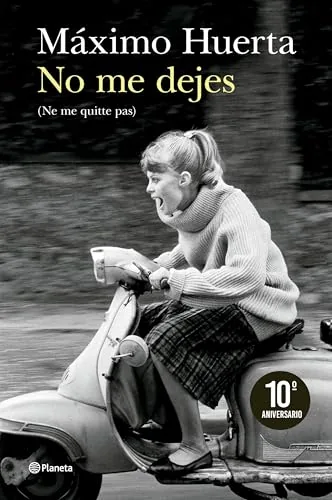 Máximo Huerta
No me dejes
(Ne me quitte pas)
10º
ANIVERSARIO
Planeta